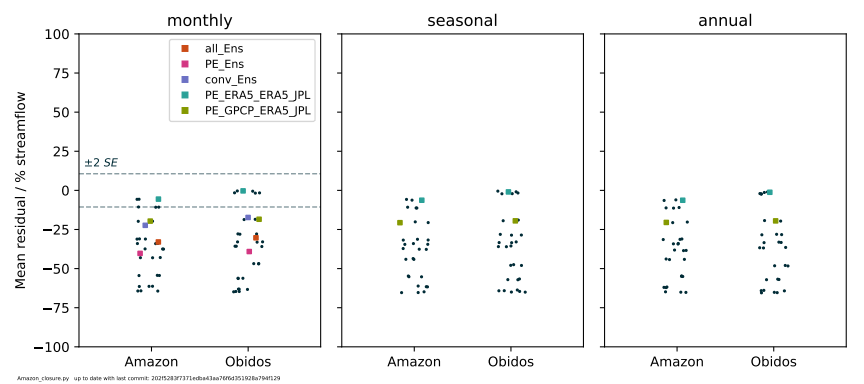 monthly
seasonal
annual
Mean residual / % streamflow
100
75
50
25
0
−25
−50
−75
−100
all_Ens
PE_Ens
conv_Ens
PE_ERA5_ERA5_JPL
PE_GPCP_ERA5_JPL
±2 SE
Amazon
Obidos
Amazon
Obidos
Amazon
Obidos
Amazon_closure.py up to date with last commit: 202f5283f7371edba43aa76f6d351928a794f129